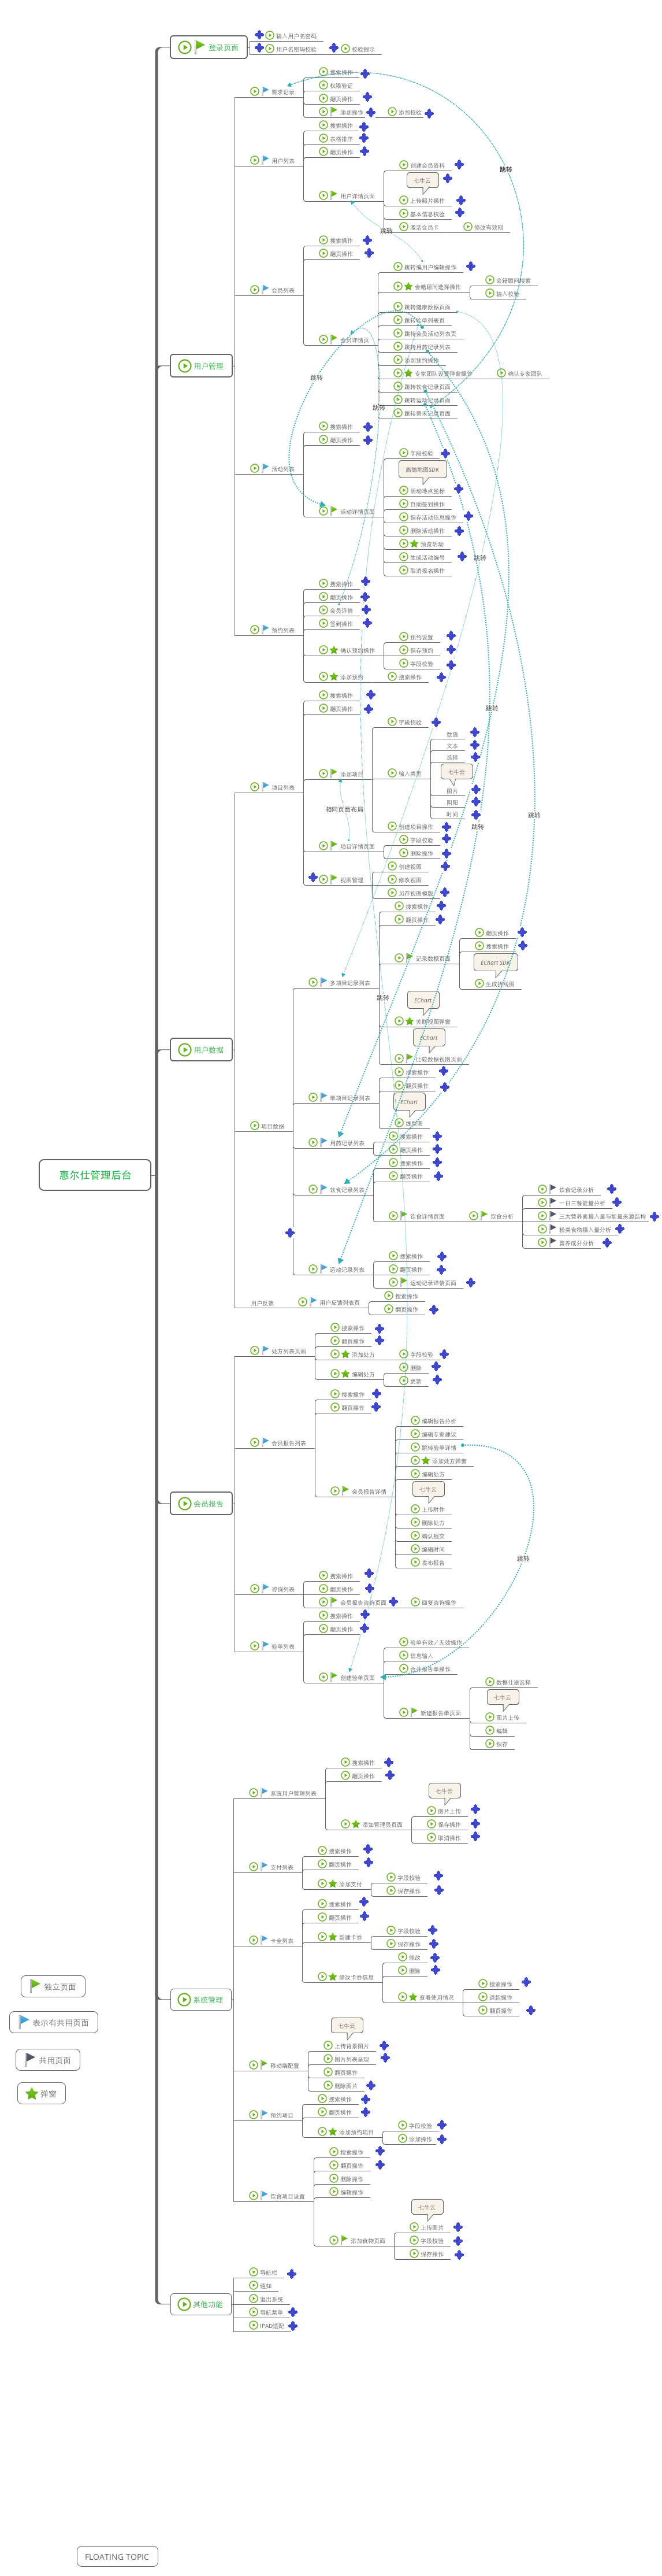 登录页面
输入用户名密码
用户名密码校验
校验提示
需求记录
搜索操作
权限验证
翻页操作
添加操作
添加校验
用户列表
搜索操作
表格排序
翻页操作
用户详情页面
创建会员资料
七牛云
上传照片操作
基本信息校验
激活会员卡
修改有效期
跳转
跳转
用户管理
会员列表
搜索操作
翻页操作
会员详情页
跳转编用户编辑操作
会籍顾问选择操作
会籍顾问搜索
输入校验
跳转健康数据页面
跳转验单列表页
跳转会员活动列表页
跳转用药记录列表
添加预约操作
专家团队设置弹窗操作
确认专家团队
跳转饮食记录页面
跳转运动记录页面
跳转需求记录页面
跳转
跳转
活动列表
搜索操作
翻页操作
活动详情页面
字段校验
高德地图SDK
活动地点坐标
自助签到操作
保存活动信息操作
删除活动操作
预览活动
生成活动编号
取消报名操作
跳转
预约列表
搜索操作
翻页操作
会员详情
签到操作
确认预约操作
预约设置
保存预约
字段校验
添加预约
搜索操作
跳转
用户数据
项目列表
搜索操作
翻页操作
添加项目
字段校验
输入类型
数值
文本
选择
七牛云
图片
阴阳
时间
创建项目操作
相同页面布局
项目详情页面
字段校验
删除操作
视图管理
创建视图
修改视图
另存视图模版
跳转
跳转
项目数据
多项目记录列表
搜索操作
翻页操作
记录数据页面
翻页操作
搜索操作
EChart SDK
生成折线图
跳转
EChart
关联视图弹窗
EChart
比较数据视图页面
单项目记录列表
搜索操作
翻页操作
EChart
做如图
用药记录列表
搜索操作
翻页操作
饮食记录列表
搜索操作
翻页操作
饮食详情页面
饮食分析
饮食记录分析
一日三餐能量分析
三大营养素摄入量与能量来源结构
粉类食物摄入量分析
营养成分分析
运动记录列表
搜索操作
翻页操作
运动记录详情页面
用户反馈
用户反馈列表页
搜索操作
翻页操作
惠尔仕管理后台
会员报告
处方列表页面
搜索操作
翻页操作
添加处方
字段校验
编辑处方
删除
更新
会员报告列表
搜索操作
翻页操作
会员报告详情
编辑报告分析
编辑专家建议
跳转验单详情
添加处方弹窗
编辑处方
七牛云
上传附件
删除处方
确认提交
编辑时间
发布报告
跳转
咨询列表
搜索操作
翻页操作
会员报告咨询页面
回复咨询操作
验单列表
搜索操作
翻页操作
创建验单页面
验单有效／无效操作
信息输入
合并报告单操作
新建报告单页面
数据仕途选择
七牛云
图片上传
编辑
保存
系统管理
系统用户管理列表
搜索操作
翻页操作
添加管理员页面
七牛云
图片上传
保存操作
取消操作
支付列表
搜索操作
翻页操作
添加支付
字段校验
保存操作
卡全列表
搜索操作
翻页操作
新建卡券
字段校验
保存操作
修改卡券信息
修改
删除
查看使用情况
搜索操作
退款操作
翻页操作
移动端配置
七牛云
上传背景图片
图片列表呈现
翻页操作
删除图片
预约项目
搜索操作
翻页操作
添加预约项目
字段校验
添加操作
饮食项目设置
搜索操作
翻页操作
删除操作
编辑操作
添加食物页面
七牛云
上传图片
字段校验
保存操作
其他功能
导航栏
通知
退出系统
导航菜单
IPAD适配
独立页面
表示有共用页面
共用页面
弹窗
FLOATING TOPIC